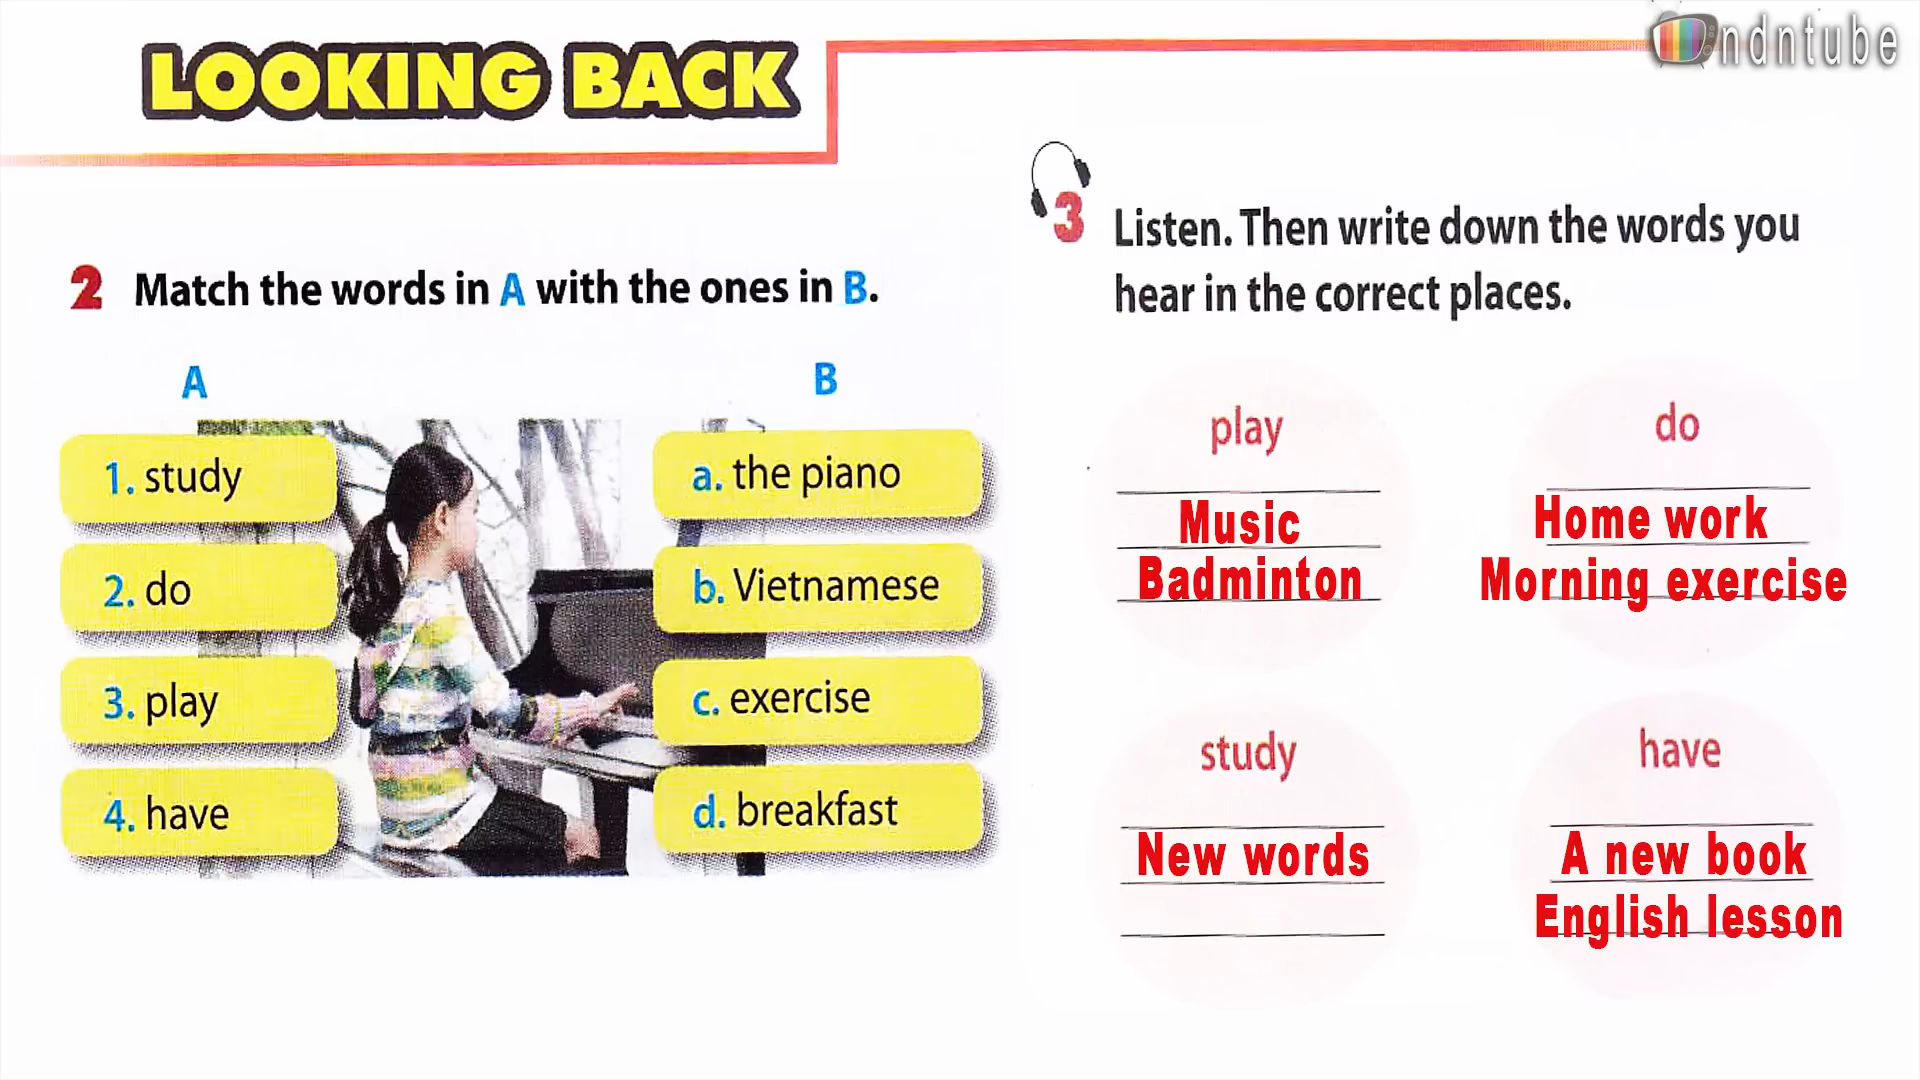 ndntube
LOOKING BACK
2 Match the words in A with the ones in B.
A
B
1. study
2. do
3. play
4. have
a. the piano
b. Vietnamese
c. exercise
d. breakfast
3 Listen. Then write down the words you
hear in the correct places.
play
Music
Badminton
do
Home work
Morning exercise
study
New words
have
A new book
English lesson